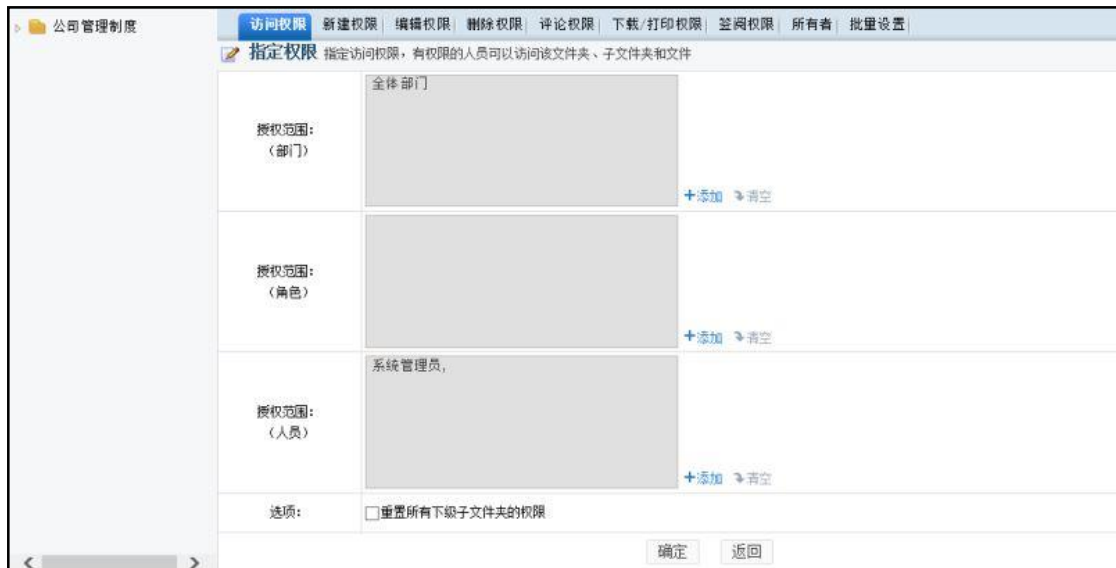 公司管理制度
访问权限 新建权限 编辑权限 删除权限 评论权限 下载/打印权限 签阅权限 所有者 批量设置
指定权限 指定访问权限，有权限的人员可以访问该文件夹、子文件夹和文件
全体部门
授权范围：
（部门）
添加 清空
授权范围：
（角色）
添加 清空
系统管理员,
授权范围：
（人员）
添加 清空
选项： 重置所有下级子文件夹的权限
确定 返回